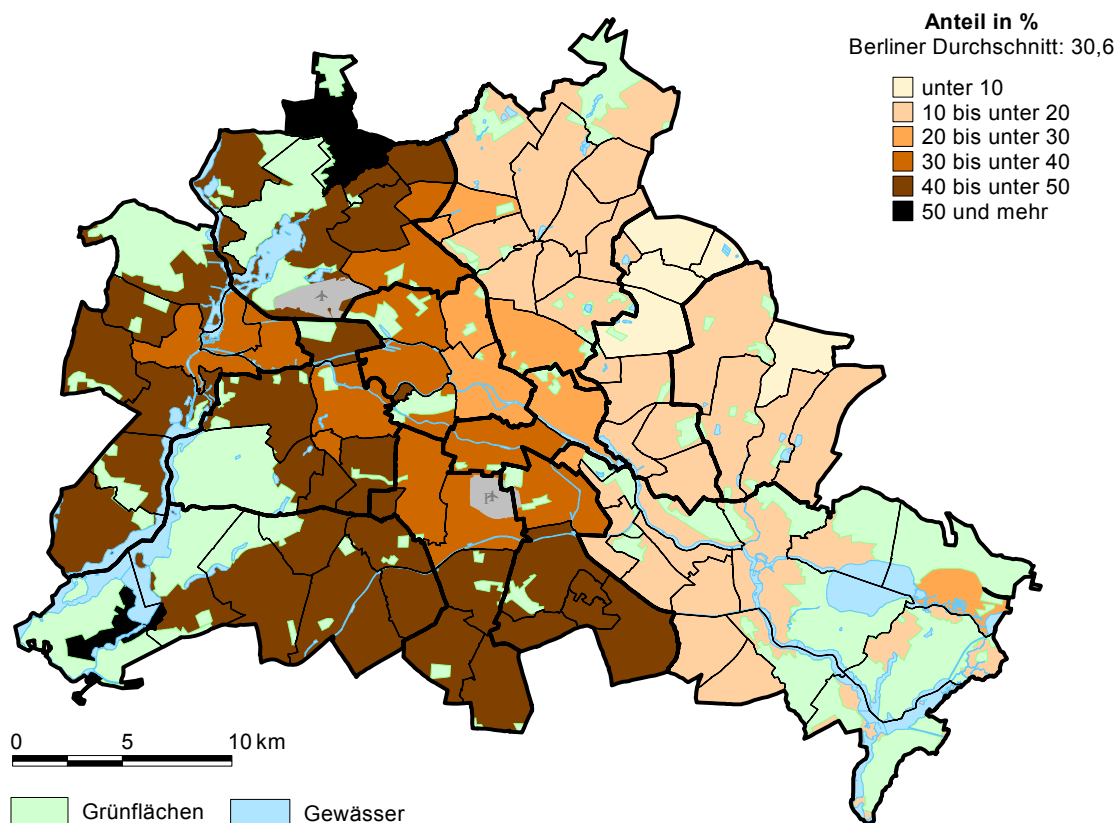 Anteil in %
Berliner Durchschnitt: 30,6
unter 10
10 bis unter 20
20 bis unter 30
30 bis unter 40
40 bis unter 50
50 und mehr
0 5 10 km
Grünflächen Gewässer